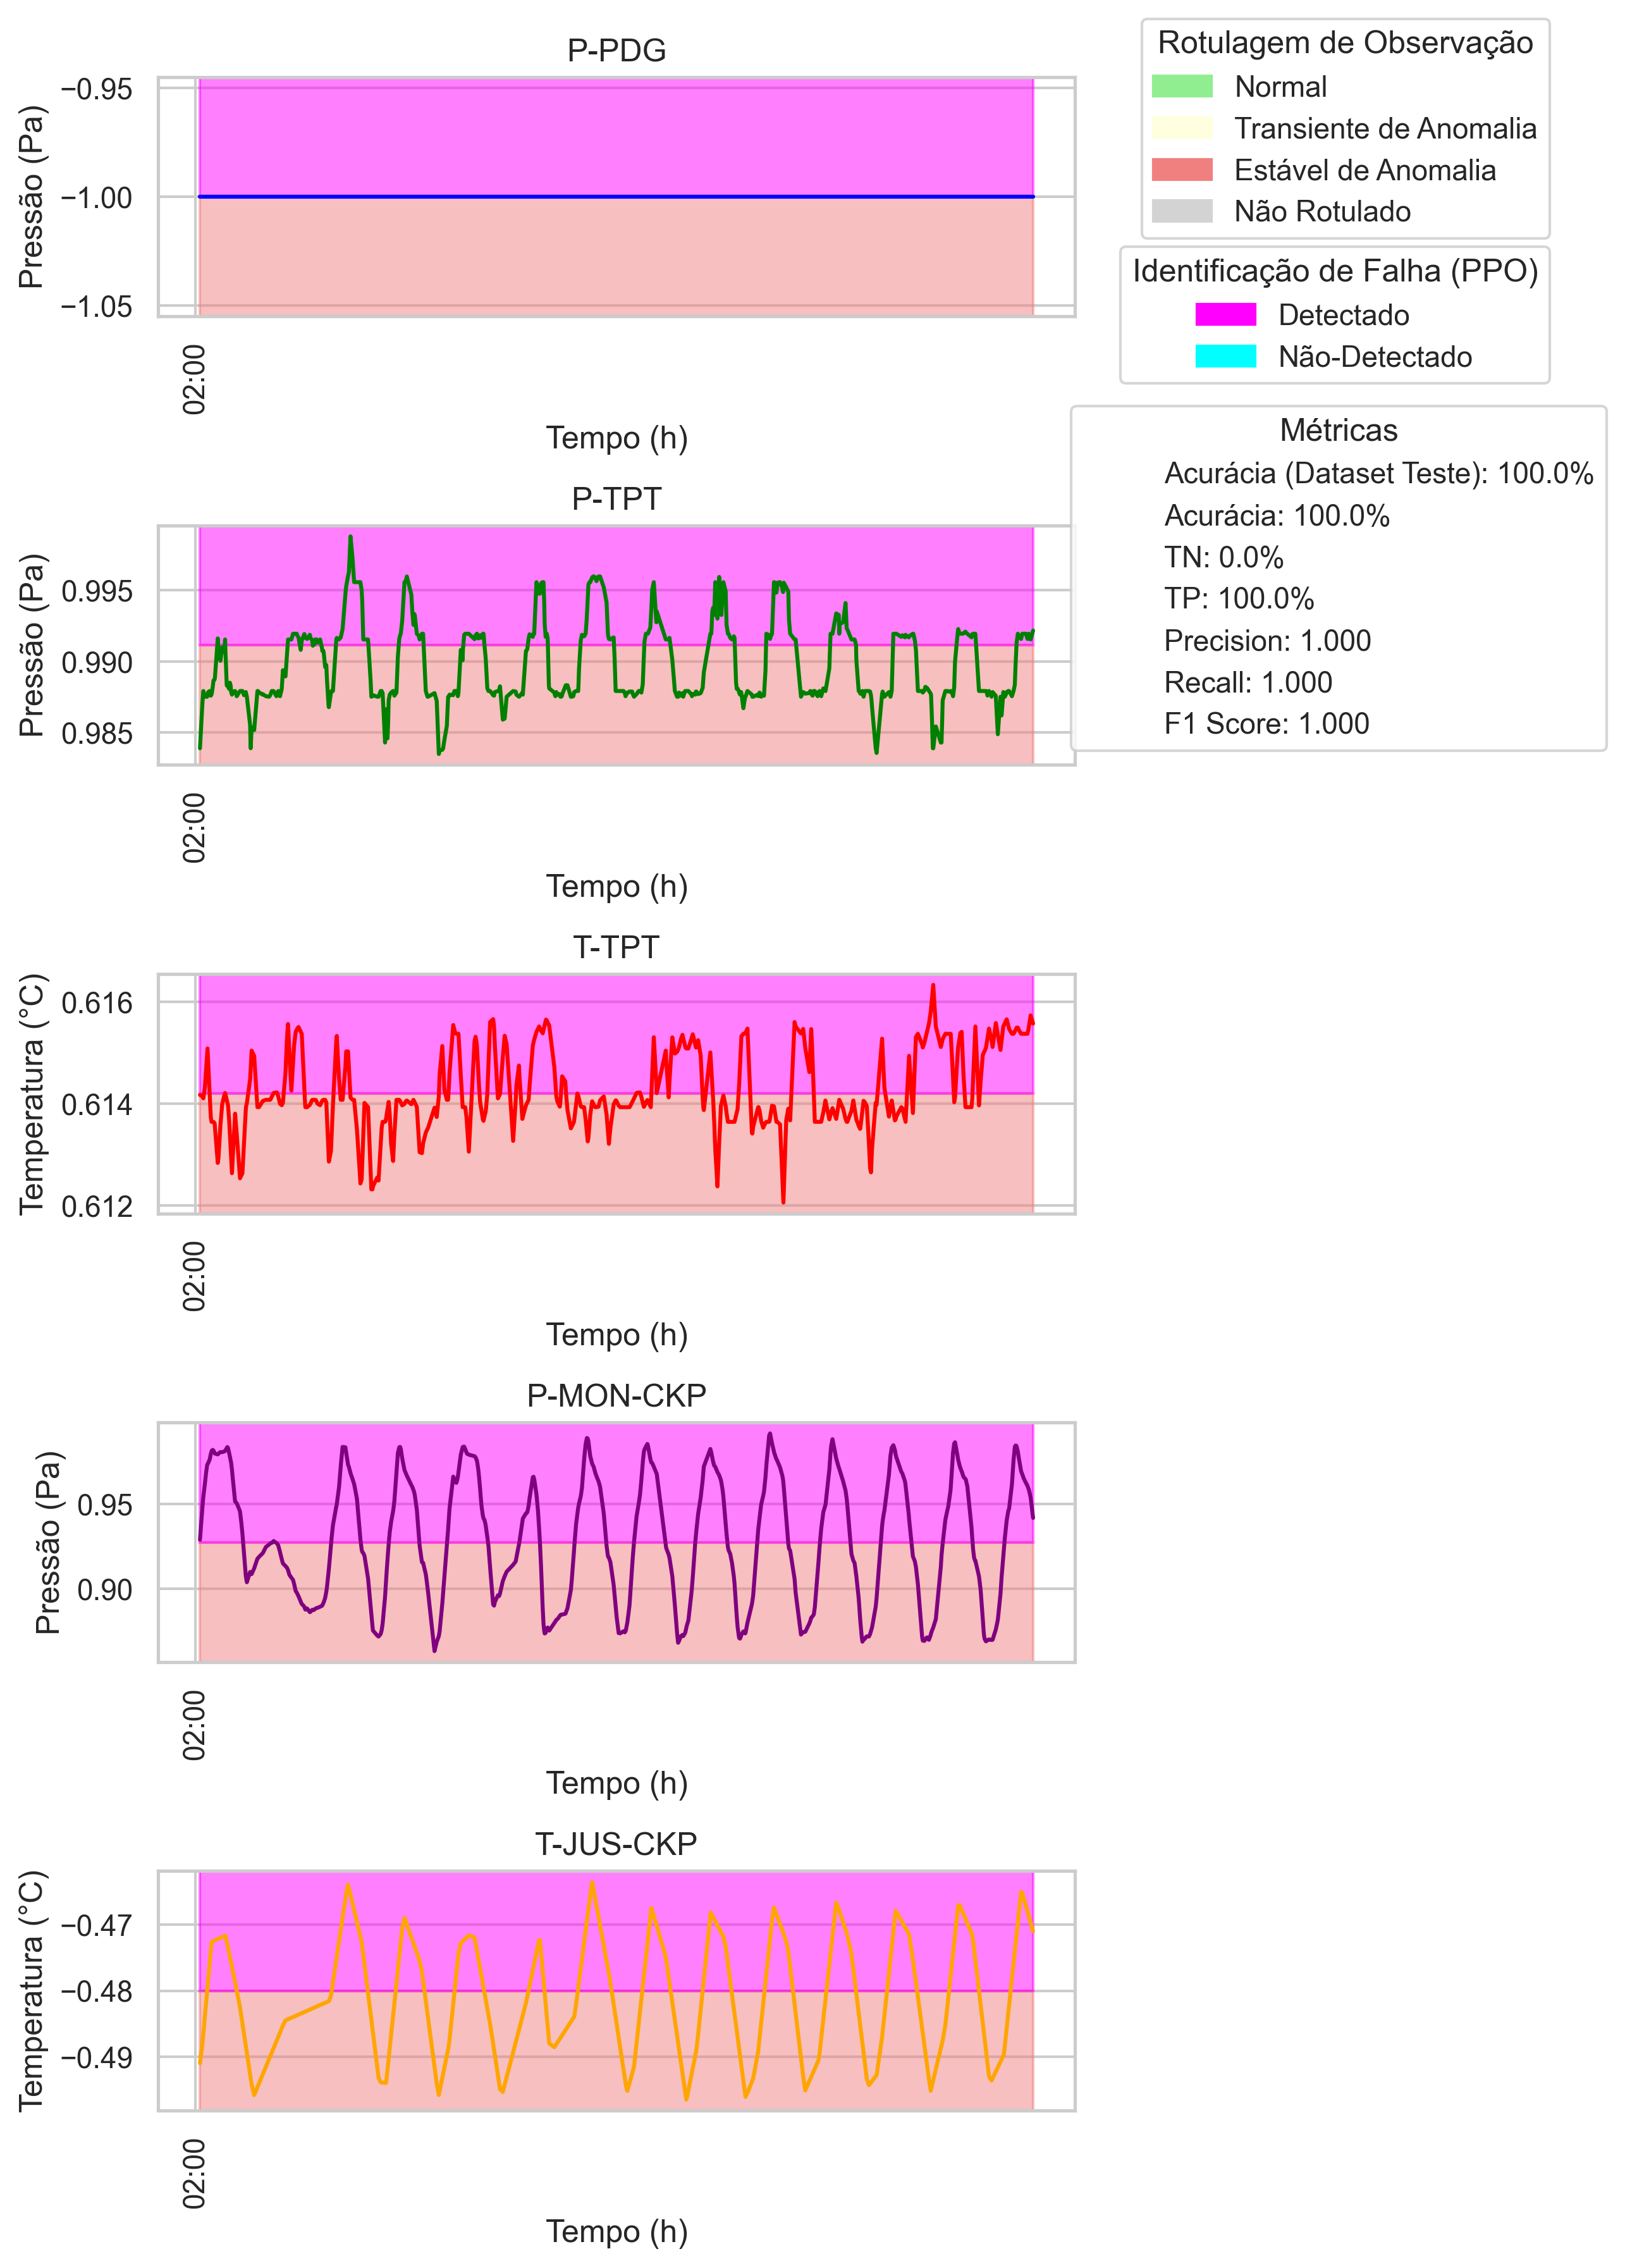 P-PDG
Pressão (Pa)
−0.95
−1.00
−1.05
02:00
Tempo (h)
Rotulagem de Observação
Normal
Transiente de Anomalia
Estável de Anomalia
Não Rotulado
Identificação de Falha (PPO)
Detectado
Não-Detectado
Métricas
Acurácia (Dataset Teste): 100.0%
Acurácia: 100.0%
TN: 0.0%
TP: 100.0%
Precision: 1.000
Recall: 1.000
F1 Score: 1.000
P-TPT
Pressão (Pa)
0.995
0.990
0.985
02:00
Tempo (h)
T-TPT
Temperatura (°C)
0.616
0.614
0.612
02:00
Tempo (h)
P-MON-CKP
Pressão (Pa)
0.95
0.90
02:00
Tempo (h)
T-JUS-CKP
Temperatura (°C)
−0.47
−0.48
−0.49
02:00
Tempo (h)